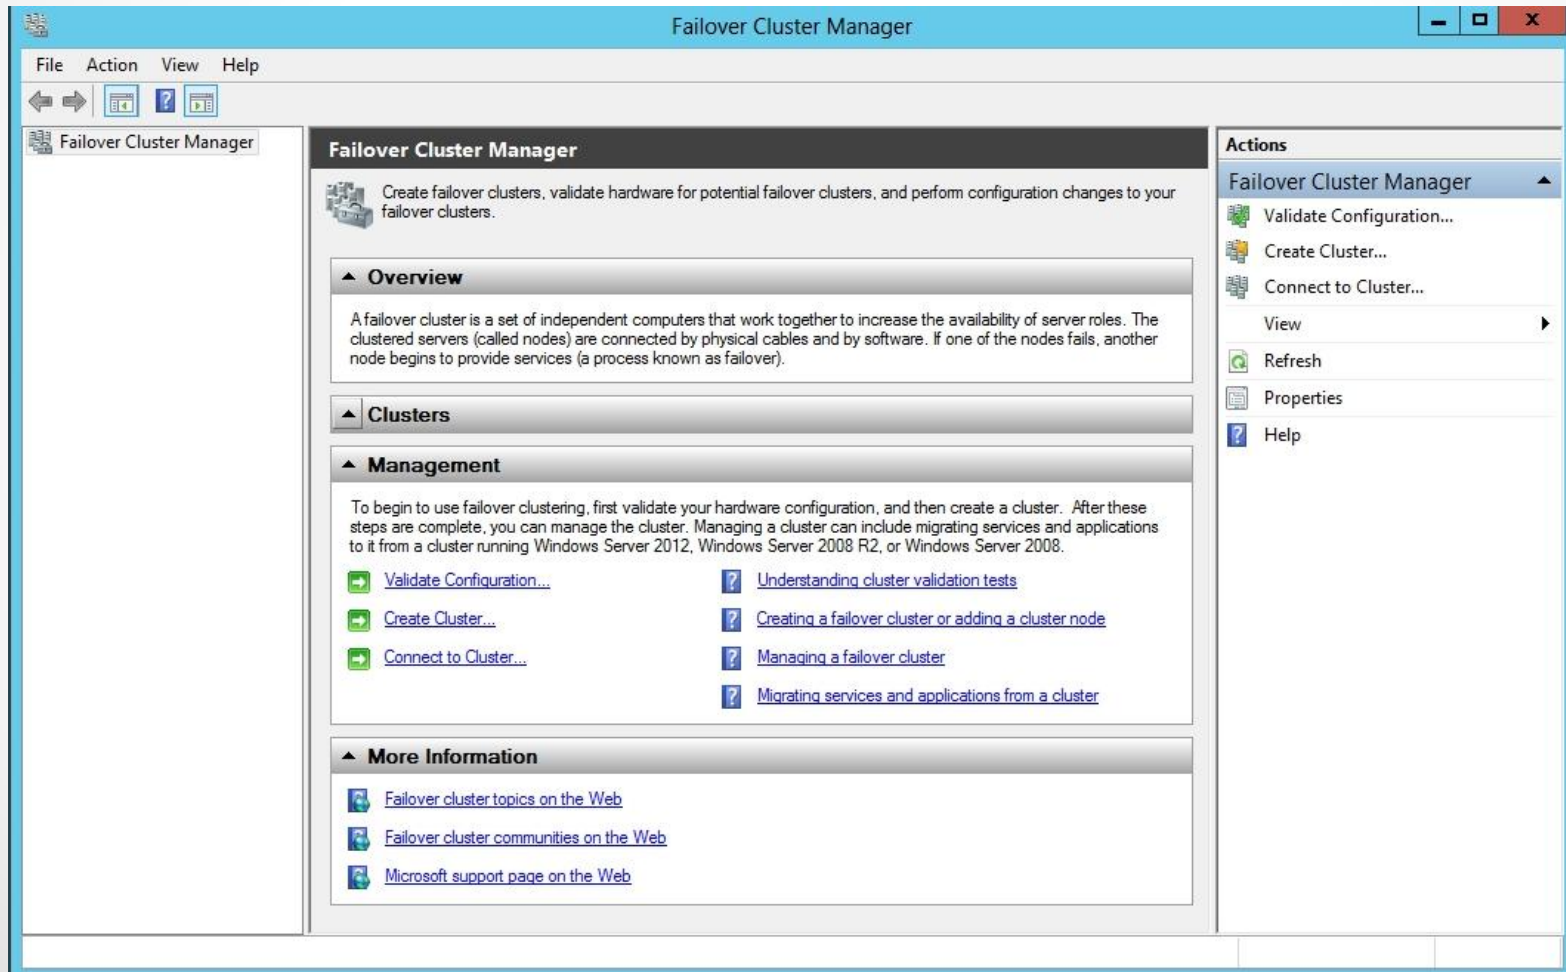 Failover Cluster Manager
File Action View Help
Failover Cluster Manager
Failover Cluster Manager
Create failover clusters, validate hardware for potential failover clusters, and perform configuration changes to your
failover clusters.
Overview
A failover cluster is a set of independent computers that work together to increase the availability of server roles. The
clustered servers (called nodes) are connected by physical cables and by software. If one of the nodes fails, another
node begins to provide services (a process known as failover).
Clusters
Management
To begin to use failover clustering, first validate your hardware configuration, and then create a cluster. After these
steps are complete, you can manage the cluster. Managing a cluster can include migrating services and applications
to it from a cluster running Windows Server 2012, Windows Server 2008 R2, or Windows Server 2008.
Validate Configuration...
Understanding cluster validation tests
Create Cluster...
Creating a failover cluster or adding a cluster node
Connect to Cluster...
Managing a failover cluster
Migrating services and applications from a cluster
More Information
Failover cluster topics on the Web
Failover cluster communities on the Web
Microsoft support page on the Web
Actions
Failover Cluster Manager
Validate Configuration...
Create Cluster...
Connect to Cluster...
View
Refresh
Properties
Help